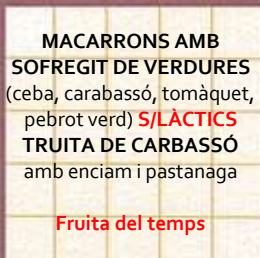 MACARRONS AMB
SOFREGIT DE VERDURES
(ceba, carabassó, tomàquet,
pebrot verd) S/LÀCTICS
TRUITA DE CARBASSÓ
amb enciam i pastanaga
Fruita del temps